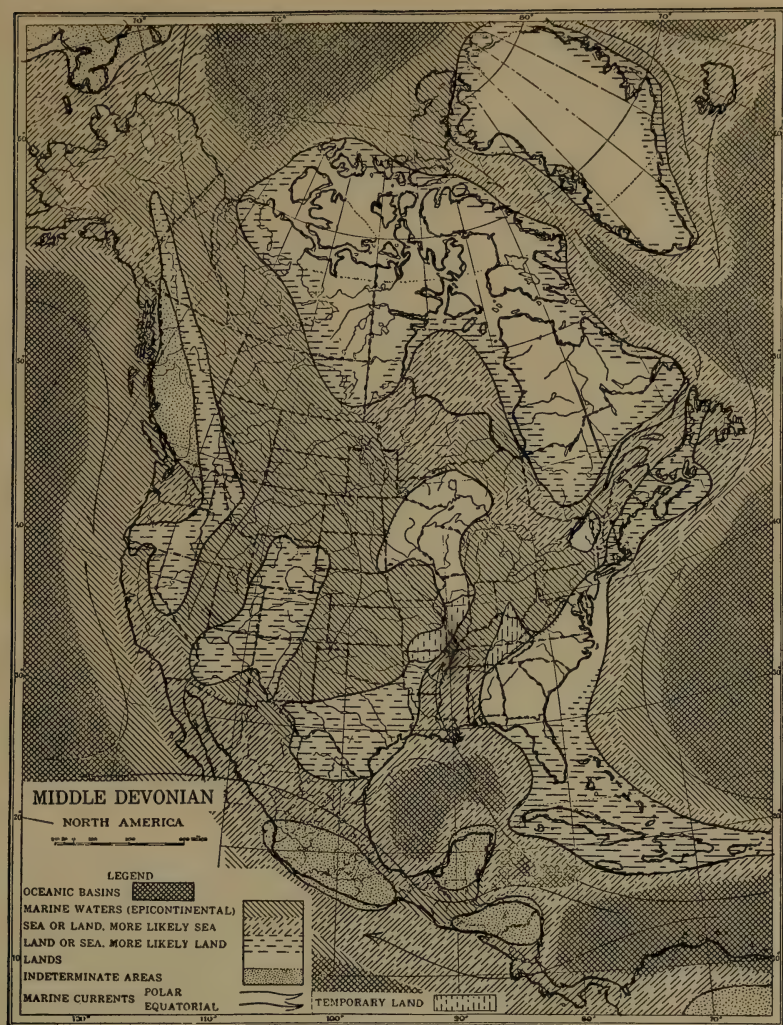 MIDDLE DEVONIAN
NORTH AMERICA
LEGEND
OCEANIC BASINS
MARINE WATERS (EPICONTINENTAL)
SEA OR LAND. MORE LIKELY SEA
LAND OR SEA. MORE LIKELY LAND
LANDS
INDETERMINATE AREAS
MARINE CURRENTS POLAR
EQUATORIAL
TEMPORARY LAND